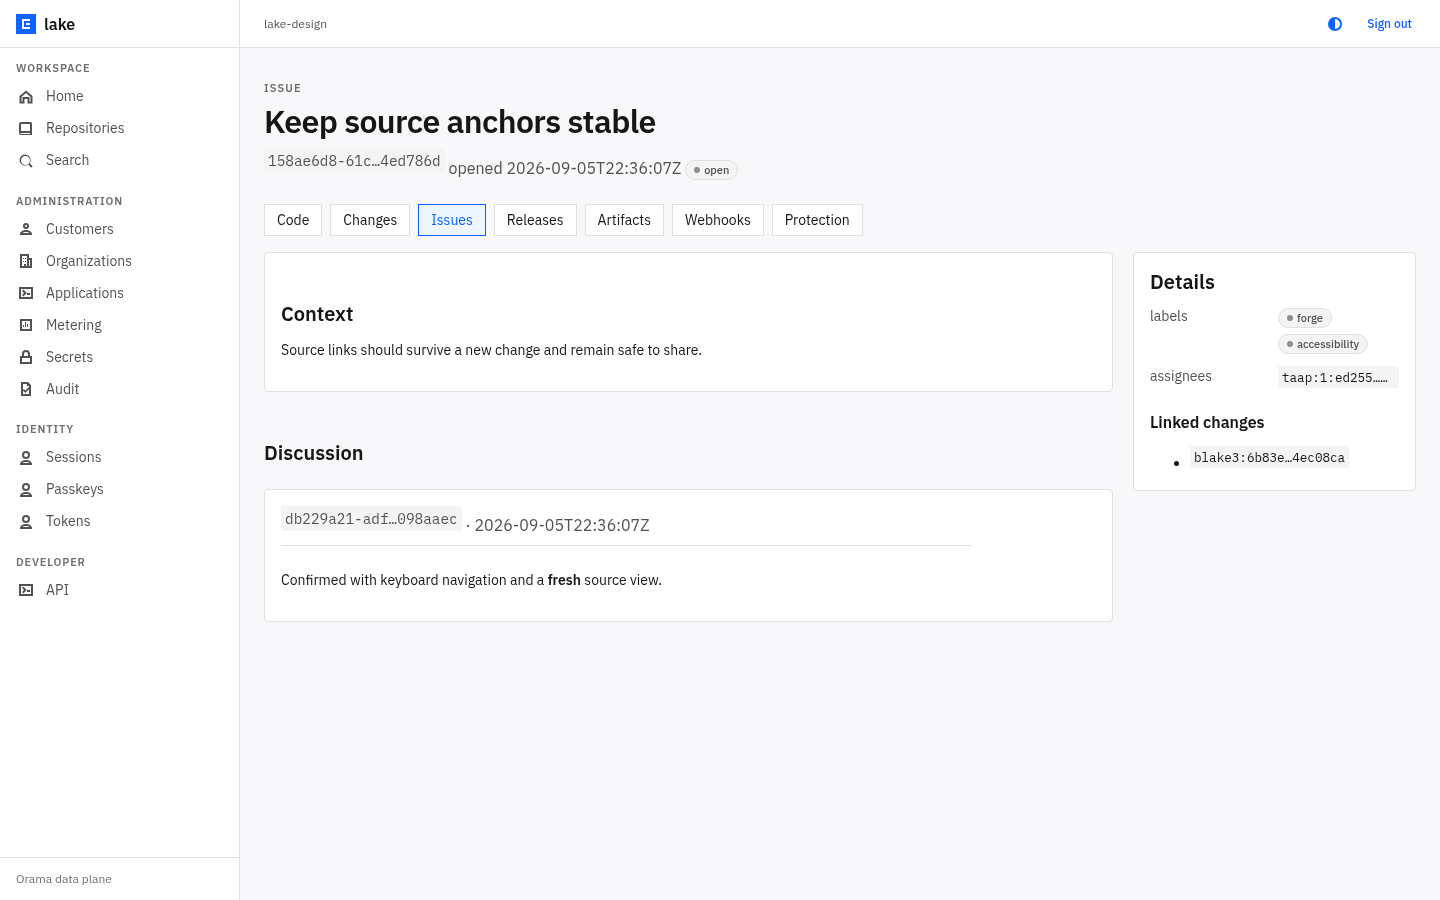 lake
lake-design
Sign out
WORKSPACE
Home
Repositories
Search
ADMINISTRATION
Customers
Organizations
Applications
Metering
Secrets
Audit
IDENTITY
Sessions
Passkeys
Tokens
DEVELOPER
API
Orama data plane
ISSUE
Keep source anchors stable
158ae6d8-61c…4ed786d opened 2026-09-05T22:36:07Z open
Code Changes Issues Releases Artifacts Webhooks Protection
Context
Source links should survive a new change and remain safe to share.
Discussion
db229a21-adf…098aaec · 2026-09-05T22:36:07Z
Confirmed with keyboard navigation and a fresh source view.
Details
labels forge
accessibility
assignees taap:1:ed255……
Linked changes
blake3:6b83e…4ec08ca